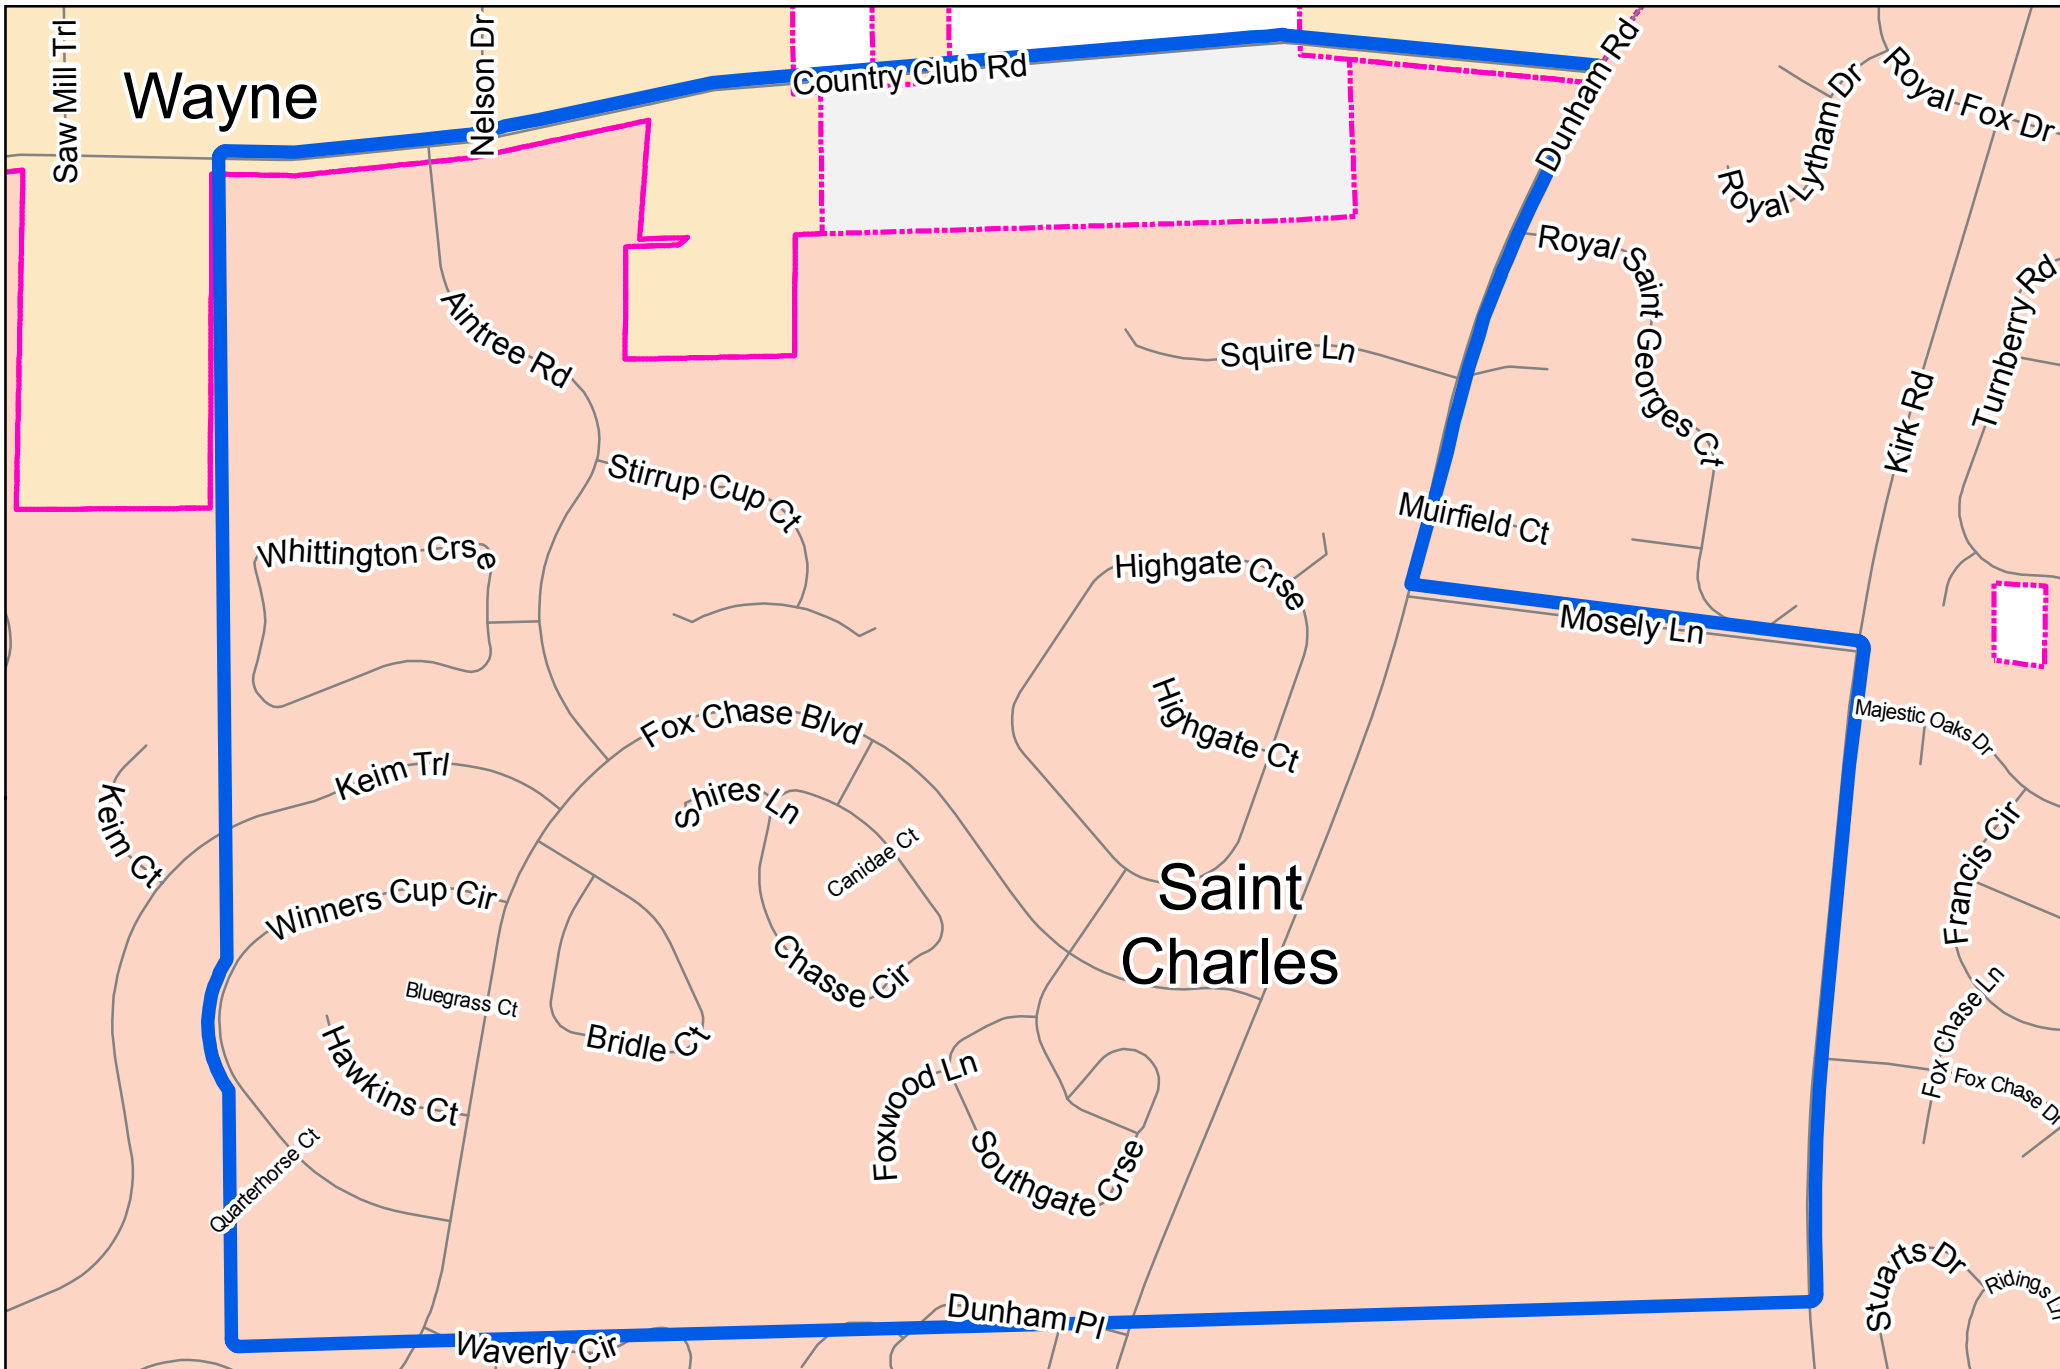 Saw Mill Trl
Wayne
Nelson Dr
Country Club Rd
Dunham Rd
Royal Fox Dr
Royal Lytham Dr
Royal Saint Georges Ct
Turnberry Rd
Kirk Rd
Aintree Rd
Squire Ln
Stirrup Cup Ct
Muirfield Ct
Whittington Crse
Highgate Crse
Mosely Ln
Highgate Ct
Fox Chase Blvd
Majestic Oaks Dr
Keim Trl
Keim Ct
Shires Ln
Canidae Ct
Francis Cir
Winners Cup Cir
Saint
Charles
Chasse Cir
Bluegrass Ct
Bridle Ct
Hawkins Ct
Fox Chase Ln
Fox Chase Dr
Foxwood Ln
Southgate Crse
Quarterhorse Ct
Stuarts Dr
Ridings Ln
Dunham Pl
Waverly Cir